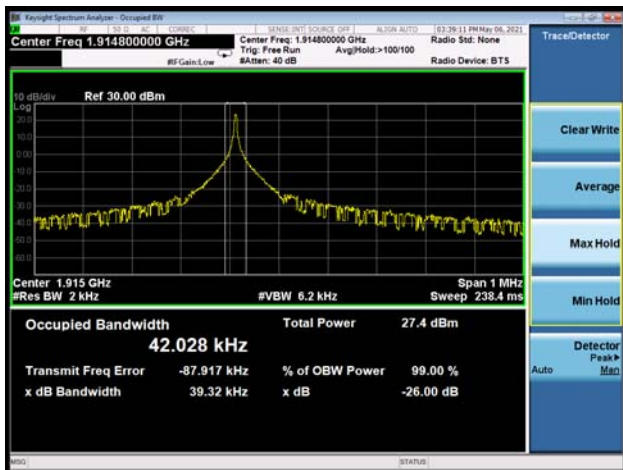 Keysight Spectrum Analyzer - Occupied BW
RF 50 Ω AC CORREC SENSE:INT SOURCE OFF ALIGN AUTO 03:39:11 PM May 06, 2021
Center Freq 1.914800000 GHz Center Freq: 1.914800000 GHz Radio Std: None Trace/Detector
Trig: Free Run Avg|Hold:>100/100
#IFGain:Low #Atten: 40 dB Radio Device: BTS
10 dB/div Ref 30.00 dBm
Log
20.0
10.0
0.00
-10.0
-20.0
-30.0
-40.0
-50.0
-60.0
Center 1.915 GHz Span 1 MHz
#Res BW 2 kHz #VBW 6.2 kHz Sweep 238.4 ms
Occupied Bandwidth Total Power 27.4 dBm
42.028 kHz
Transmit Freq Error -87.917 kHz % of OBW Power 99.00 %
x dB Bandwidth 39.32 kHz x dB -26.00 dB
Clear Write
Average
Max Hold
Min Hold
Detector
Peak▶
Auto Man
MSG STATUS